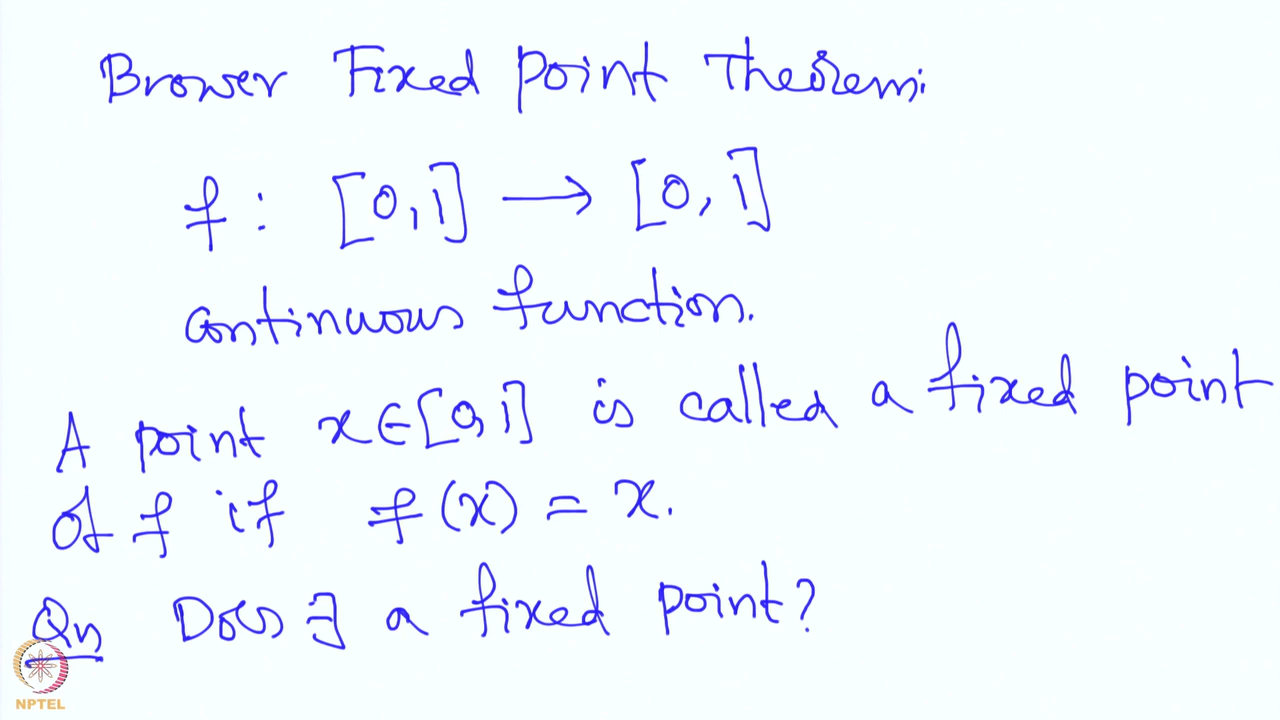 Brower Fixed Point Theorem:
f : [0,1] → [0,1]
continuous function.
A point x∈[0,1] is called a fixed point
of f if f(x) = x.
Qn Does ∃ a fixed point?
NPTEL